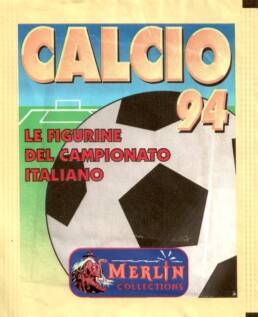 CALCIO
94
LE FIGURINE
DEL CAMPIONATO
ITALIANO
MERLIN
COLLECTIONS